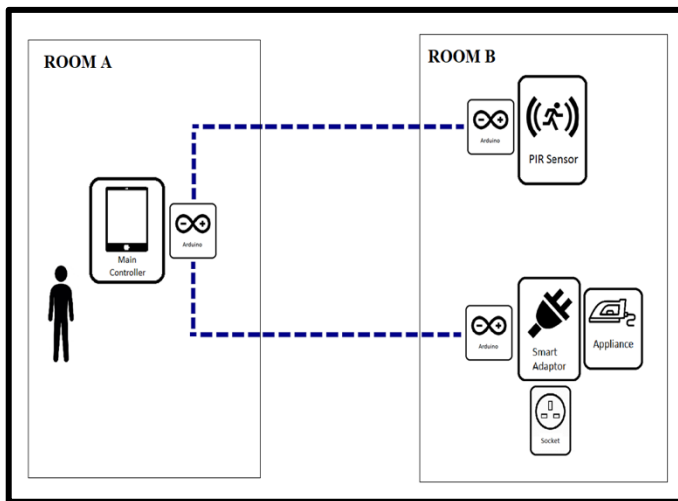 ROOM A
Main
Controller
Arduino
ROOM B
Arduino
PIR Sensor
Arduino
Smart
Adaptor
Appliance
Socket